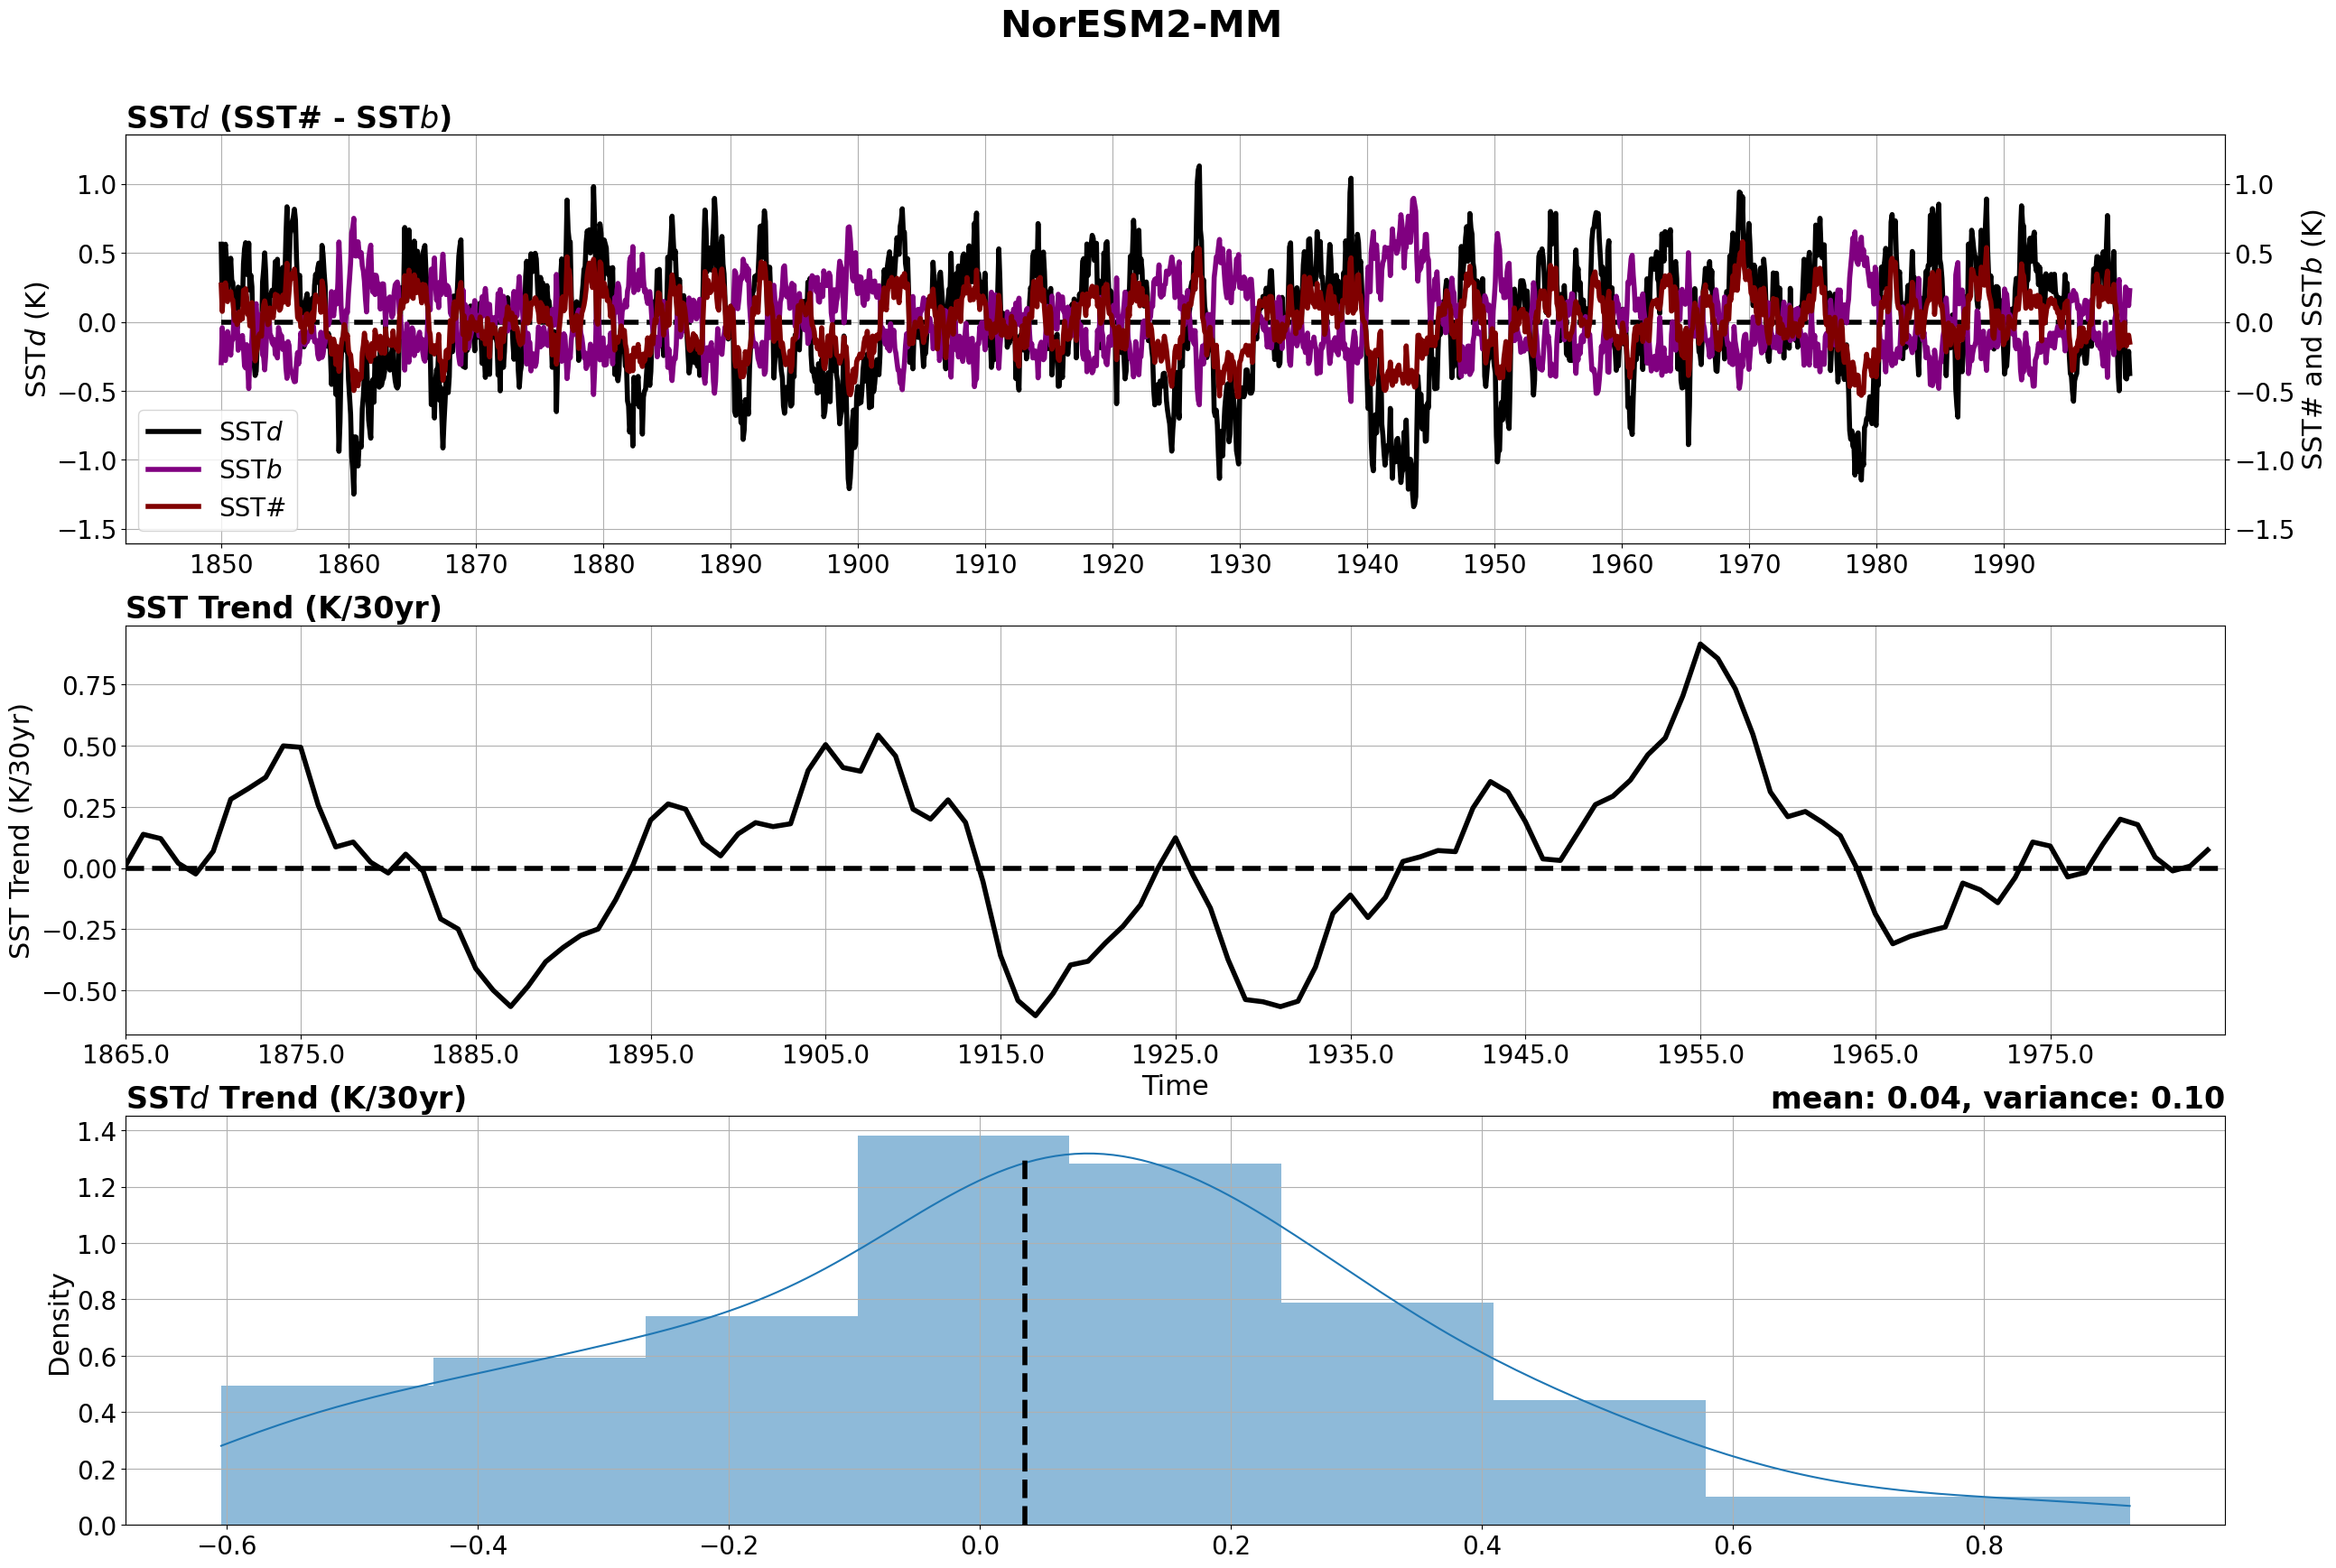 NorESM2-MM
SSTd (SST# - SSTb)
1.0
0.5
0.0
−0.5
−1.0
−1.5
SSTd (K)
1.0
0.5
0.0
−0.5
−1.0
−1.5
SST# and SSTb (K)
SSTd
SSTb
SST#
1850 1860 1870 1880 1890 1900 1910 1920 1930 1940 1950 1960 1970 1980 1990
SST Trend (K/30yr)
0.75
0.50
0.25
0.00
−0.25
−0.50
SST Trend (K/30yr)
1865.0 1875.0 1885.0 1895.0 1905.0 1915.0 1925.0 1935.0 1945.0 1955.0 1965.0 1975.0
Time
SSTd Trend (K/30yr)
mean: 0.04, variance: 0.10
1.4
1.2
1.0
0.8
0.6
0.4
0.2
0.0
Density
−0.6 −0.4 −0.2 0.0 0.2 0.4 0.6 0.8